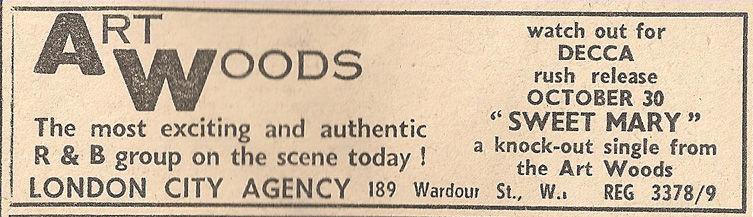 ART
WOODS
The most exciting and authentic
R & B group on the scene today !
LONDON CITY AGENCY 189 Wardour St., W.1 REG 3378/9
watch out for
DECCA
rush release
OCTOBER 30
“ SWEET MARY ”
a knock-out single from
the Art Woods